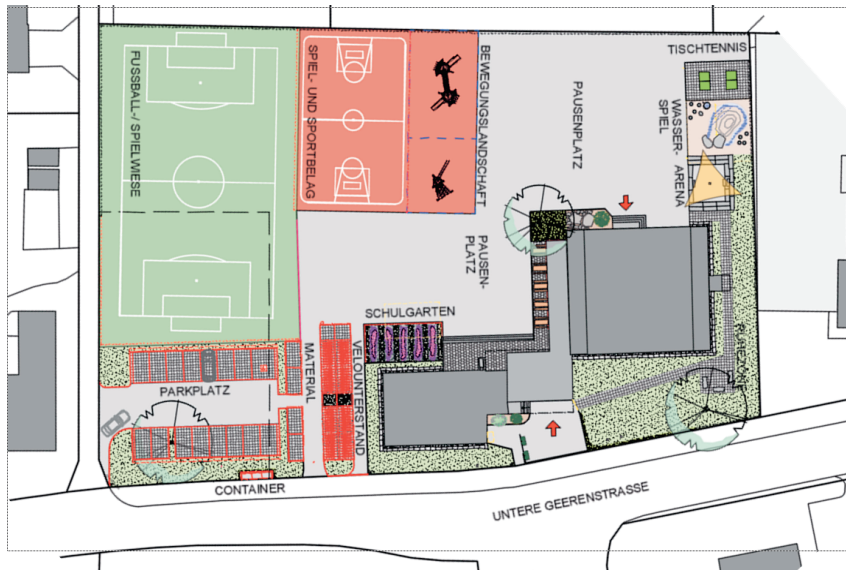 TISCHTENNIS
FUSSBALL-/ SPIELWIESE
SPIEL- UND SPORTBELAG
BEWEGUNGSLANDSCHAFT
PAUSENPLATZ
WASSER-
SPIEL
ARENA
PAUSEN-
PLATZ
SCHULGARTEN
MATERIAL
VELOUNTERSTAND
PARKPLATZ
CONTAINER
UNTERE GEERENSTRASSE